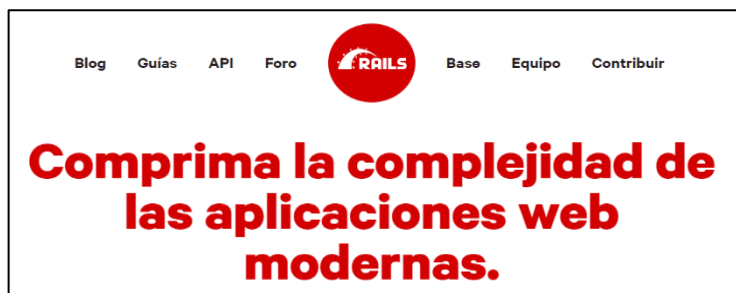 Blog Guías API Foro RAILS Base Equipo Contribuir
Comprima la complejidad de
las aplicaciones web
modernas.